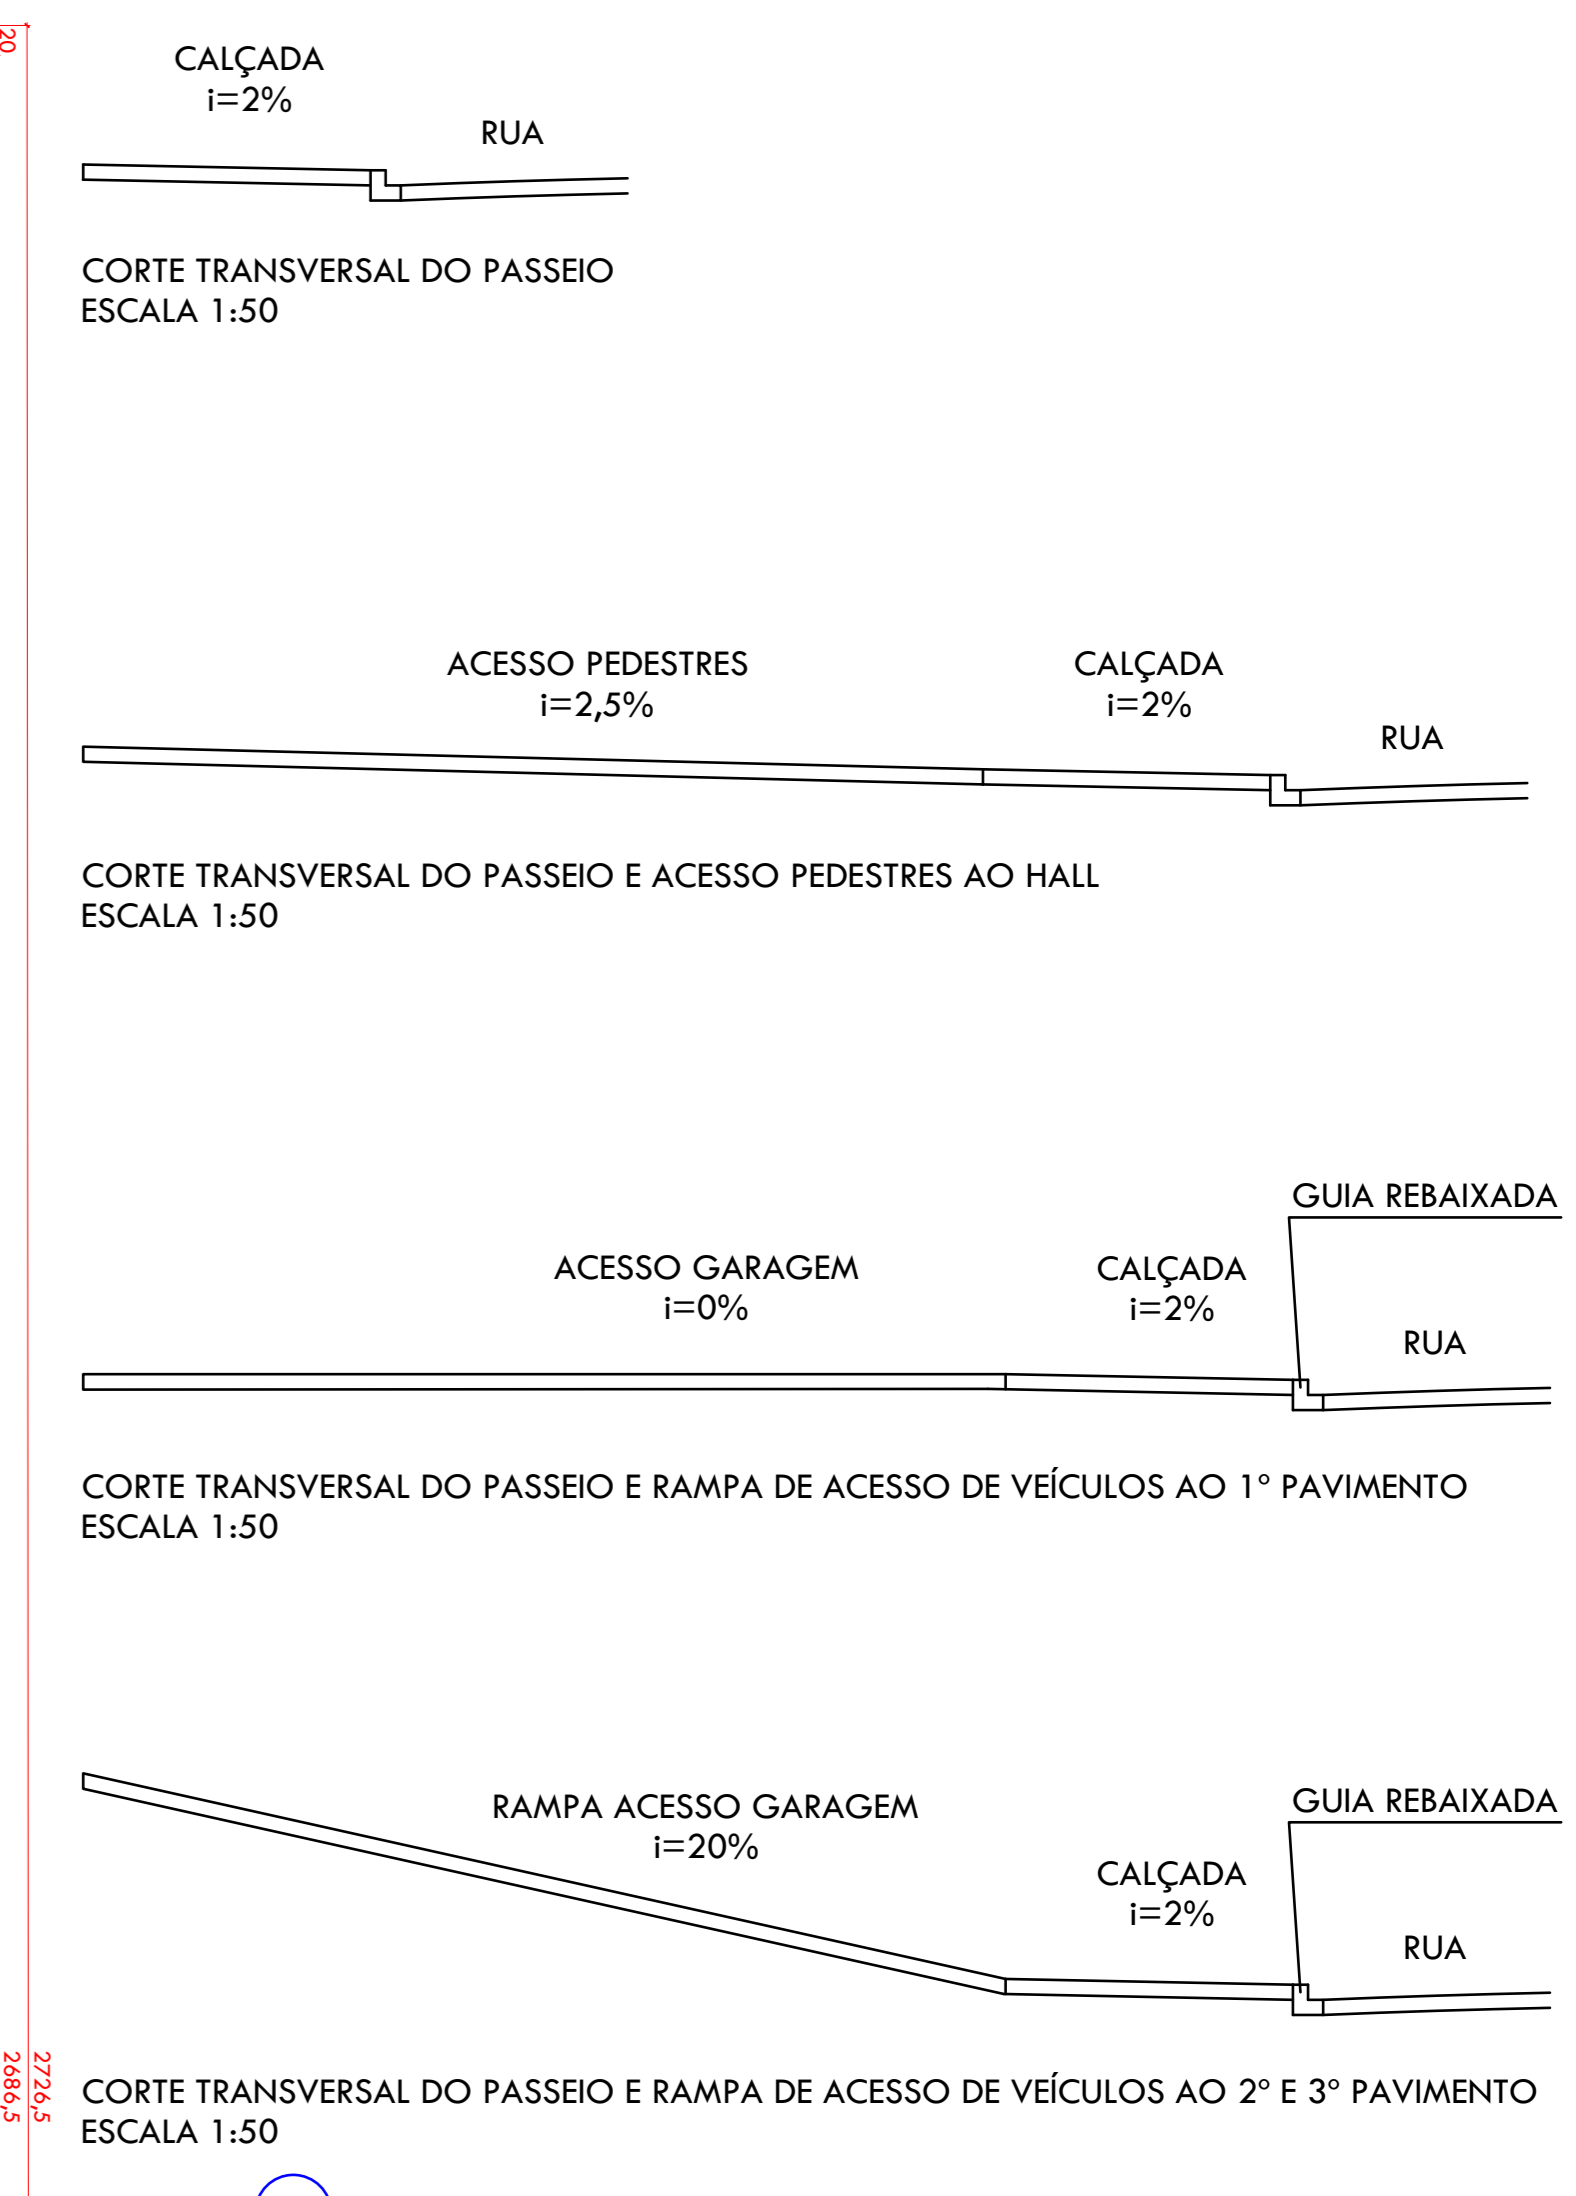 20
CALÇADA
i=2%
RUA
CORTE TRANSVERSAL DO PASSEIO
ESCALA 1:50
ACESSO PEDESTRES
i=2,5%
CALÇADA
i=2%
RUA
CORTE TRANSVERSAL DO PASSEIO E ACESSO PEDESTRES AO HALL
ESCALA 1:50
GUIA REBAIXADA
ACESSO GARAGEM
i=0%
CALÇADA
i=2%
RUA
CORTE TRANSVERSAL DO PASSEIO E RAMPA DE ACESSO DE VEÍCULOS AO 1º PAVIMENTO
ESCALA 1:50
GUIA REBAIXADA
RAMPA ACESSO GARAGEM
i=20%
CALÇADA
i=2%
RUA
2726,5
2686,5
CORTE TRANSVERSAL DO PASSEIO E RAMPA DE ACESSO DE VEÍCULOS AO 2º E 3º PAVIMENTO
ESCALA 1:50